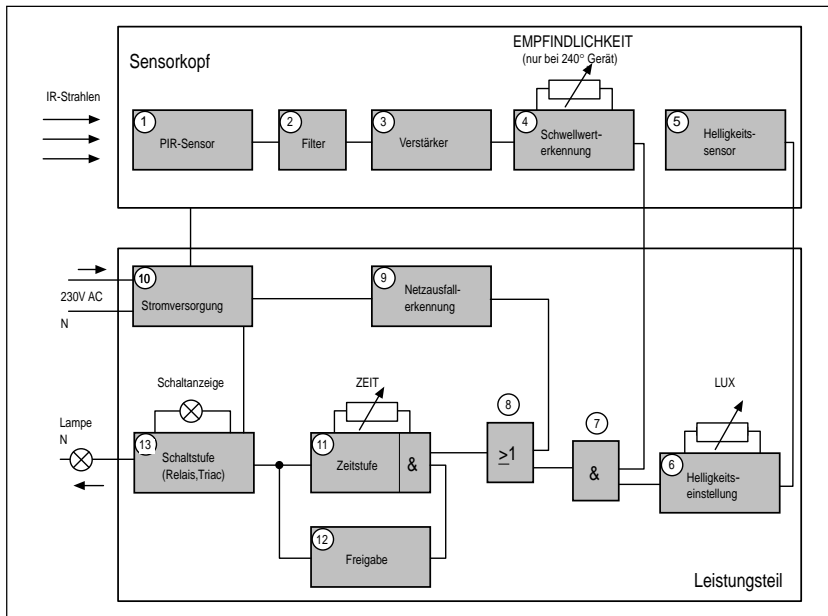 Sensorkopf
EMPFINDLICHKEIT
(nur bei 240° Gerät)
IR-Strahlen
1
PIR-Sensor
2
Filter
3
Verstärker
4
Schwellwert-
erkennung
5
Helligkeits-
sensor
10
Stromversorgung
230V AC
N
9
Netzausfall-
erkennung
Schaltanzeige
ZEIT
LUX
Lampe
N
13
Schaltstufe
(Relais,Triac)
11
Zeitstufe
&
8
≥1
7
&
6
Helligkeits-
einstellung
12
Freigabe
Leistungsteil